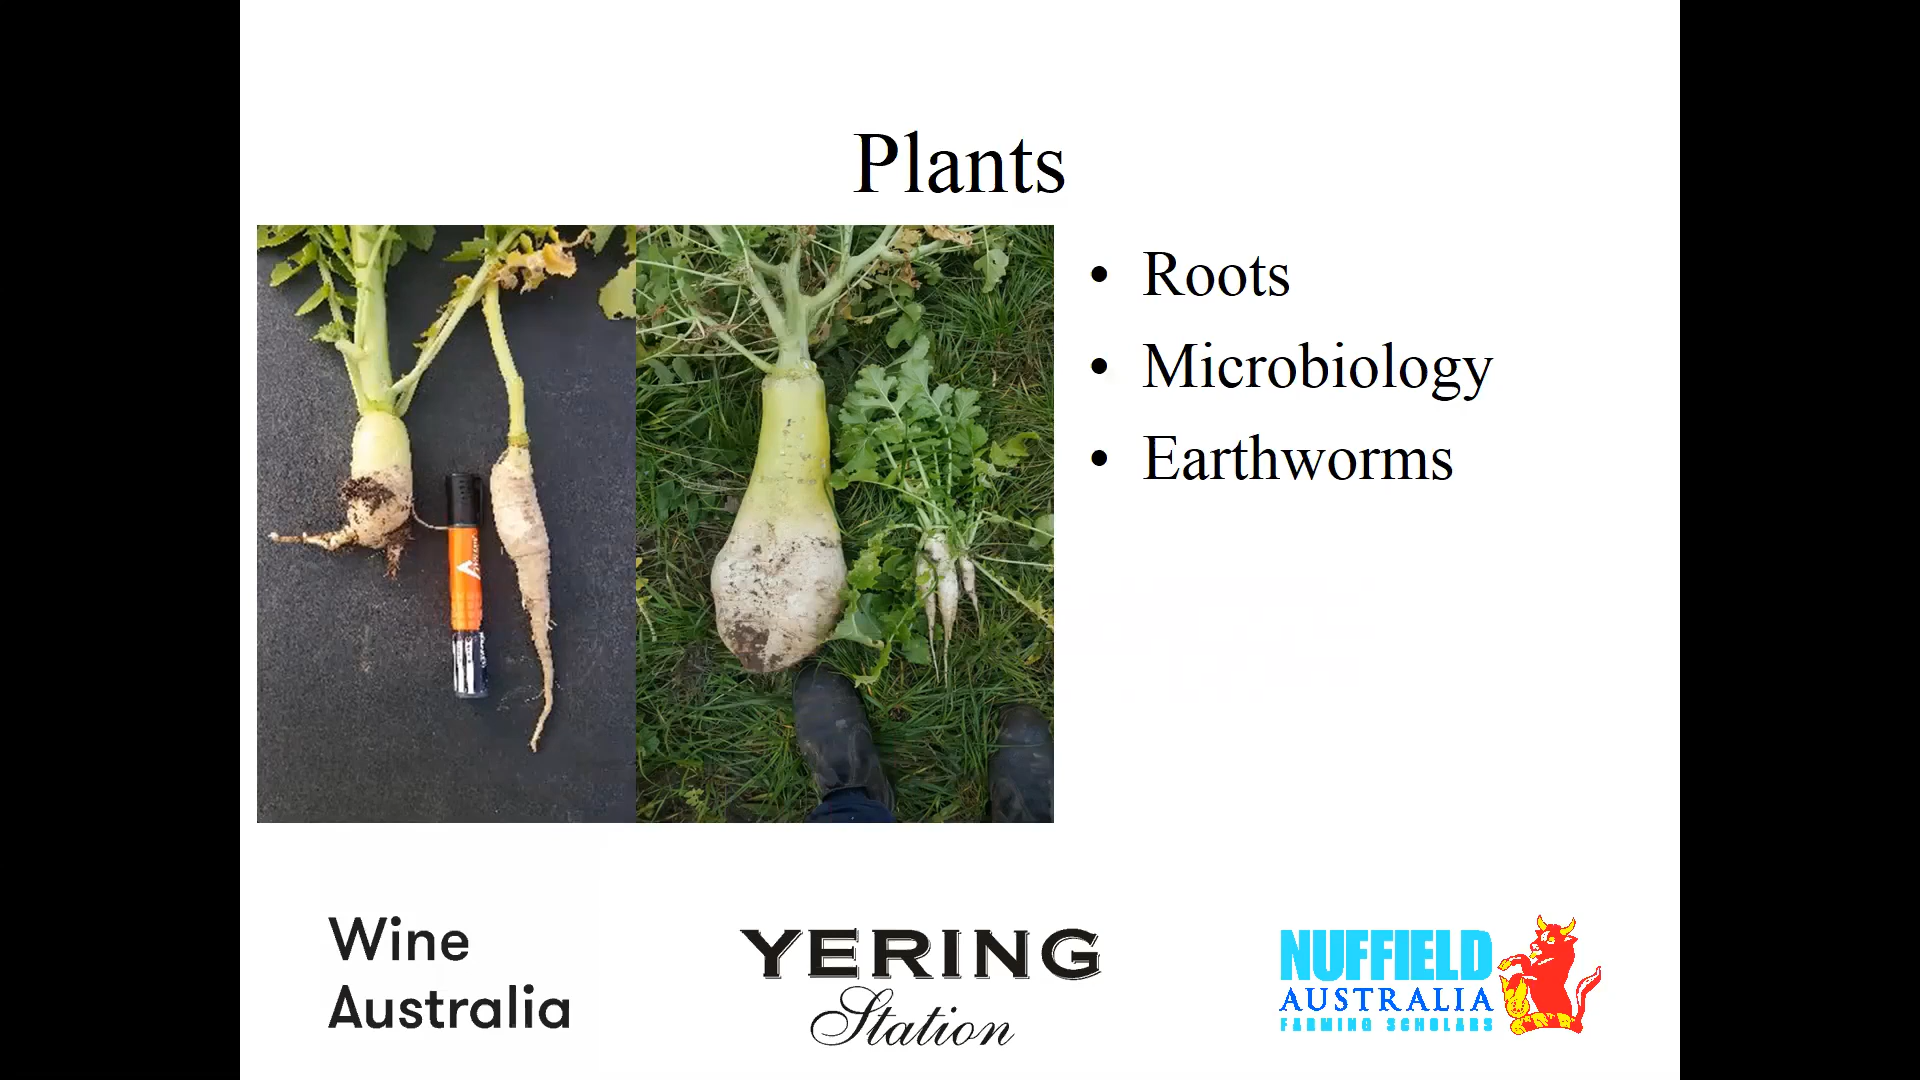 Plants
• Roots
• Microbiology
• Earthworms
Wine
Australia
YERING
Station
NUFFIELD
AUSTRALIA
FARMING SCHOLARS